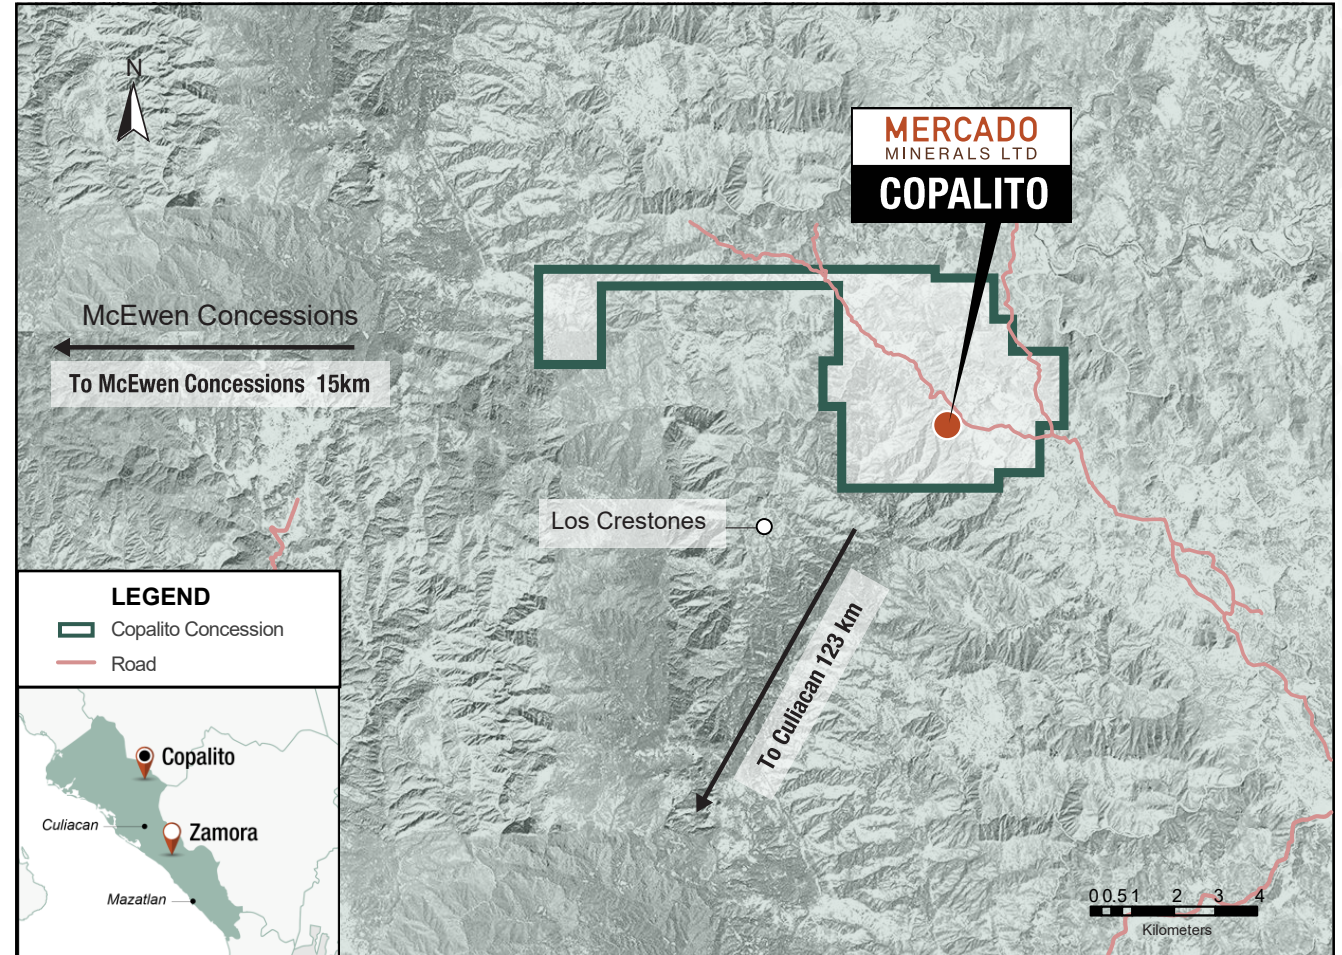 N
MERCADO
MINERALS LTD
COPALITO
McEwen Concessions
To McEwen Concessions 15km
Los Crestones
To Culiacan 123 km
LEGEND
Copalito Concession
Road
Copalito
Culiacan
Zamora
Mazatlan
0 0.5 1 2 3 4
Kilometers